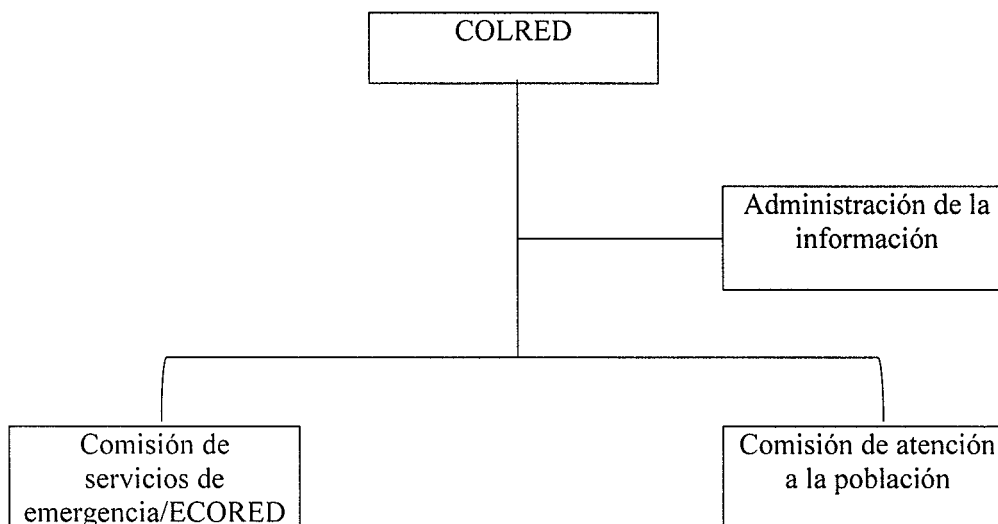 COLRED
Administración de la
información
Comisión de
servicios de
emergencia/ECORED
Comisión de atención
a la población